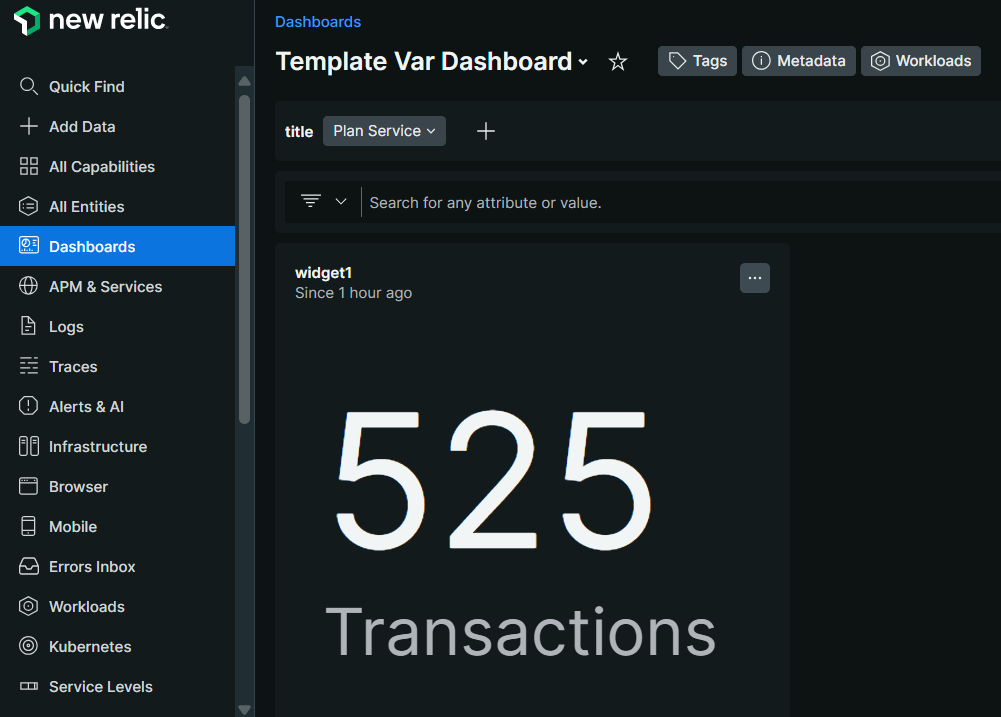 new relic.
Quick Find
Add Data
All Capabilities
All Entities
Dashboards
APM & Services
Logs
Traces
Alerts & AI
Infrastructure
Browser
Mobile
Errors Inbox
Workloads
Kubernetes
Service Levels
Dashboards
Template Var Dashboard
Tags
Metadata
Workloads
title
Plan Service
Search for any attribute or value.
widget1
Since 1 hour ago
525
Transactions